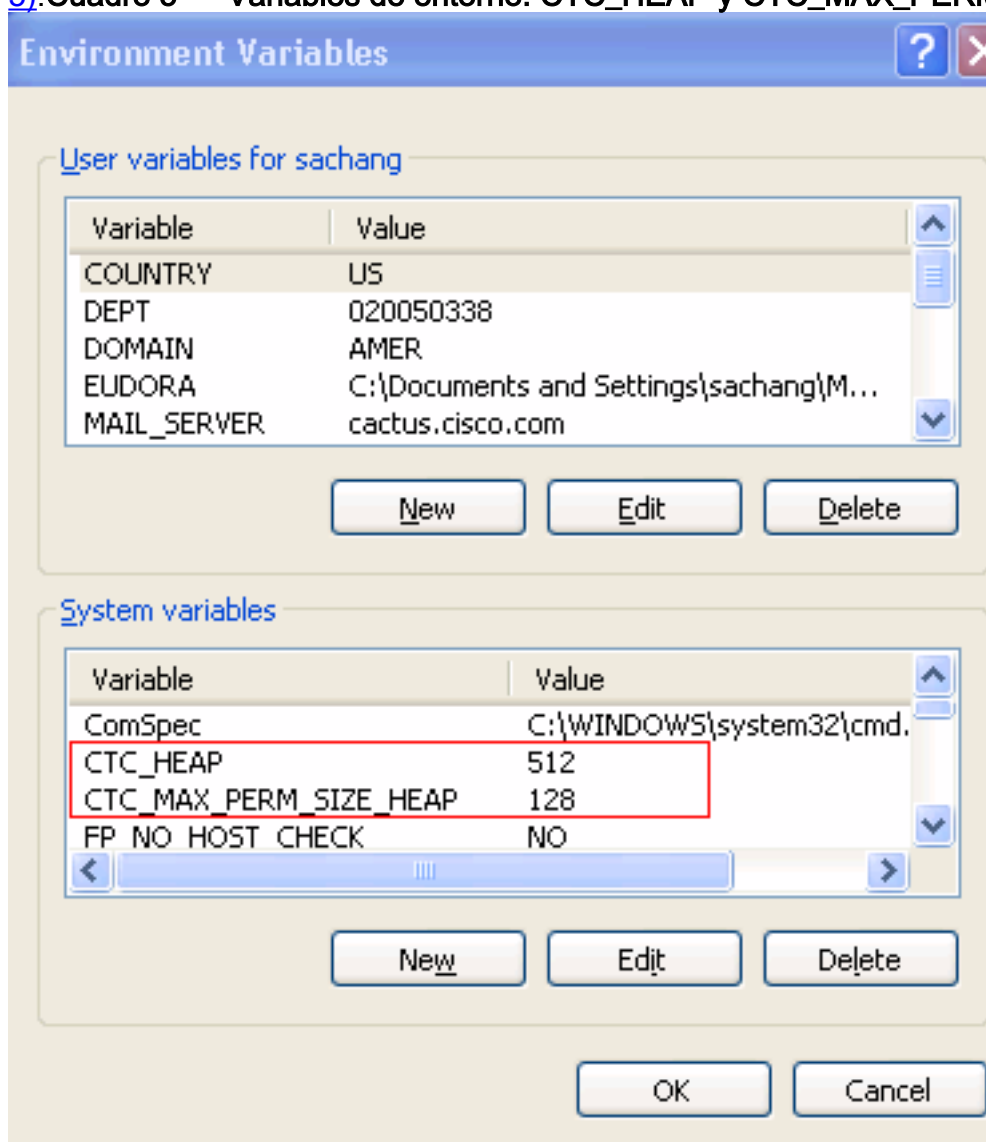 Environment Variables
User variables for sachang
Variable Value
COUNTRY US
DEPT 020050338
DOMAIN AMER
EUDORA C:\Documents and Settings\sachang\M...
MAIL_SERVER cactus.cisco.com
New Edit Delete
System variables
Variable Value
ComSpec C:\WINDOWS\system32\cmd.
CTC_HEAP 512
CTC_MAX_PERM_SIZE_HEAP 128
FP_NO_HOST_CHECK NO
New Edit Delete
OK Cancel